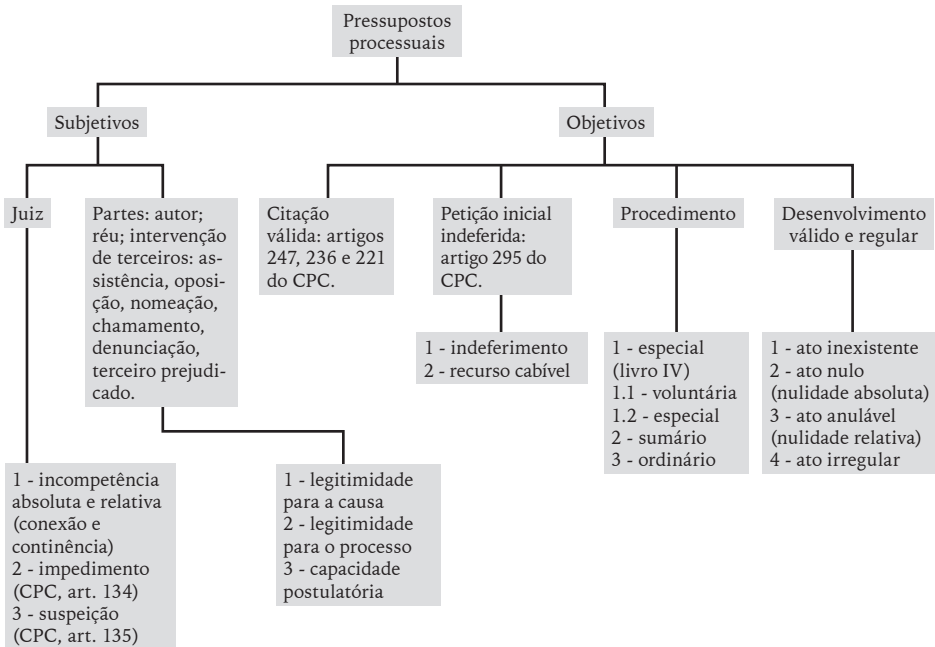 Pressupostos
processuais
Subjetivos
Objetivos
Juiz
Partes: autor;
réu; intervenção
de terceiros: as-
sistência, oposi-
ção, nomeação,
chamamento,
denunciação,
terceiro prejudi-
cado.
Citação
válida: artigos
247, 236 e 221
do CPC.
Petição inicial
indeferida:
artigo 295 do
CPC.
Procedimento
Desenvolvimento
válido e regular
1 - indeferimento
2 - recurso cabível
1 - especial
(livro IV)
1.1 - voluntária
1.2 - especial
2 - sumário
3 - ordinário
1 - ato inexistente
2 - ato nulo
(nulidade absoluta)
3 - ato anulável
(nulidade relativa)
4 - ato irregular
1 - incompetência
absoluta e relativa
(conexão e
continência)
2 - impedimento
(CPC, art. 134)
3 - suspeição
(CPC, art. 135)
1 - legitimidade
para a causa
2 - legitimidade
para o processo
3 - capacidade
postulatória